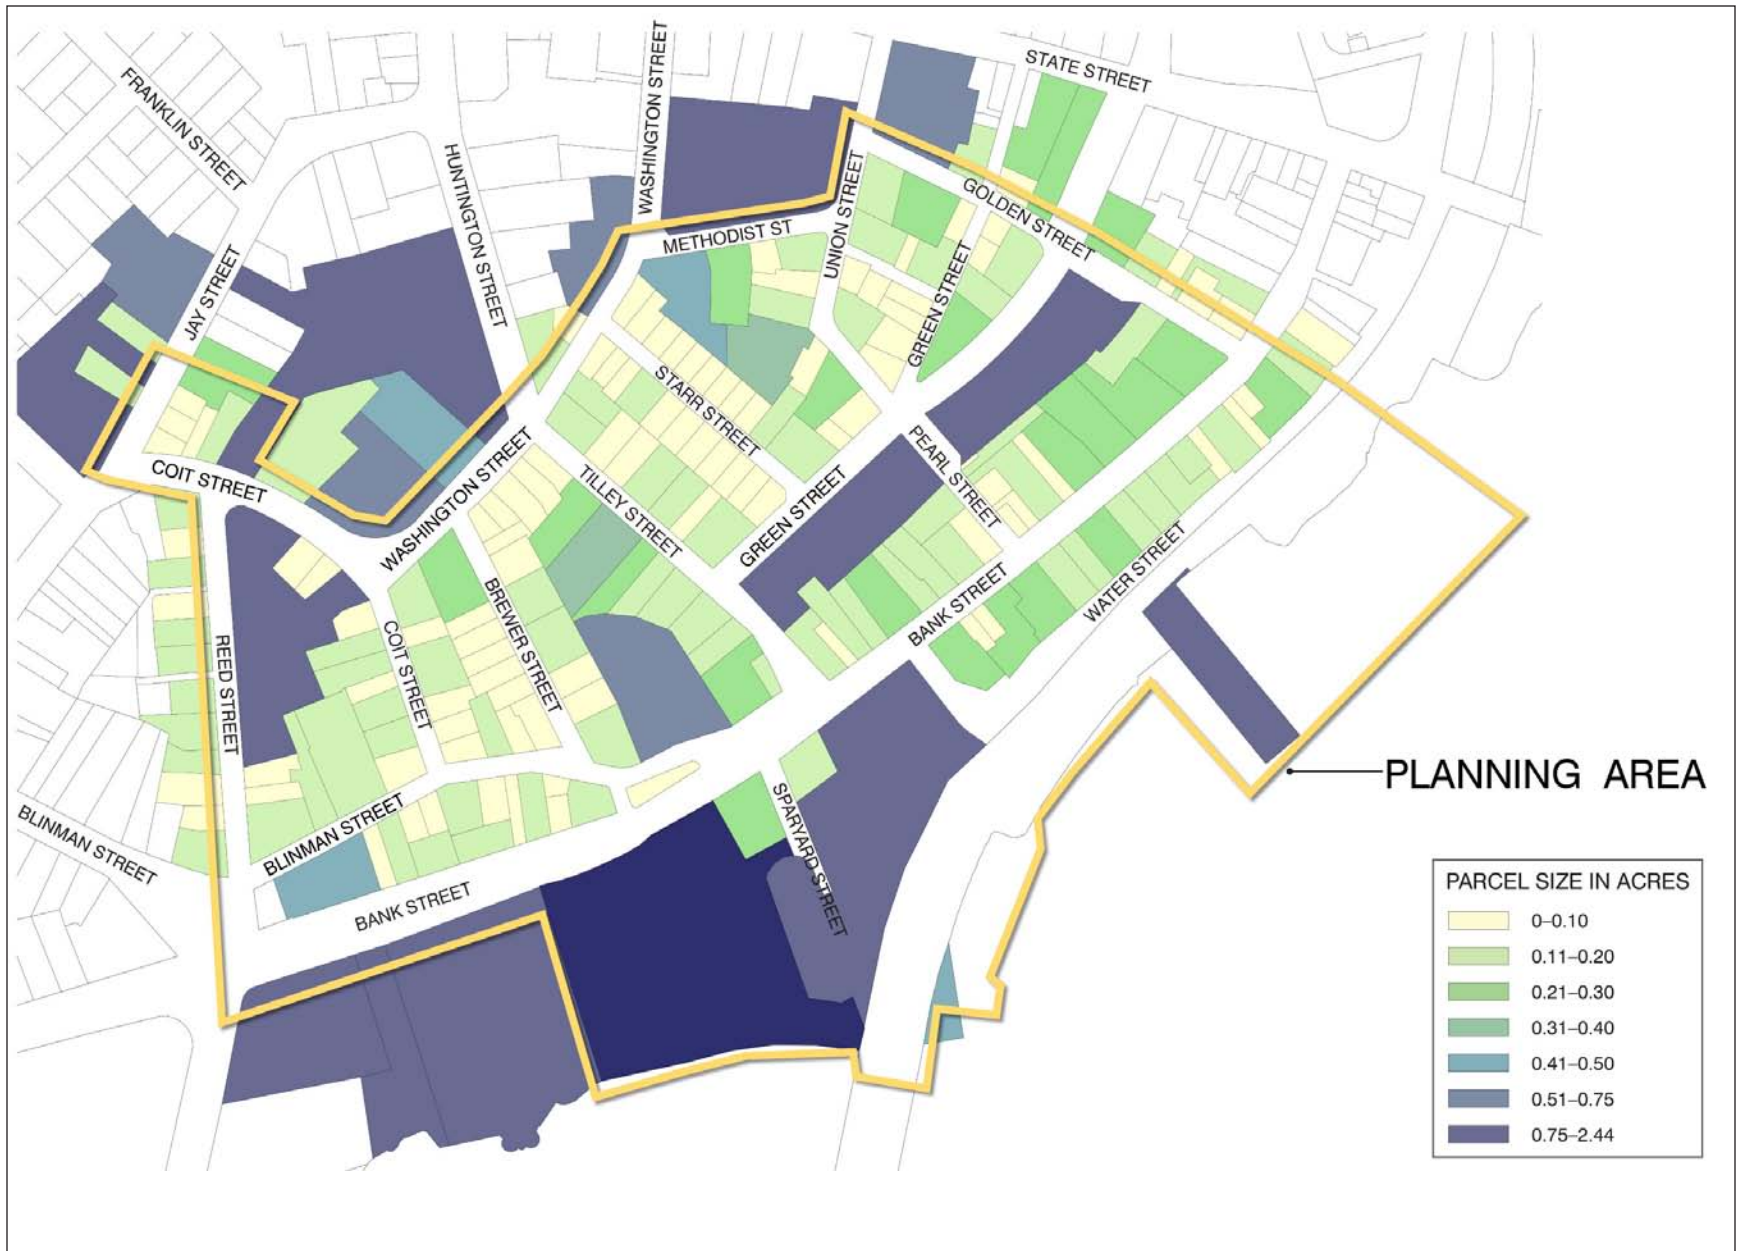 STATE STREET
FRANKLIN STREET
WASHINGTON STREET
HUNTINGTON STREET
UNION STREET
GOLDEN STREET
METHODIST ST
JAY STREET
GREEN STREET
STARR STREET
PEARL STREET
COIT STREET
WASHINGTON STREET
TILLEY STREET
GREEN STREET
WATER STREET
BANK STREET
BREWER STREET
COIT STREET
REED STREET
PLANNING AREA
BLINMAN STREET
BLINMAN STREET
SPARYARD STREET
BANK STREET
PARCEL SIZE IN ACRES
0–0.10
0.11–0.20
0.21–0.30
0.31–0.40
0.41–0.50
0.51–0.75
0.75–2.44